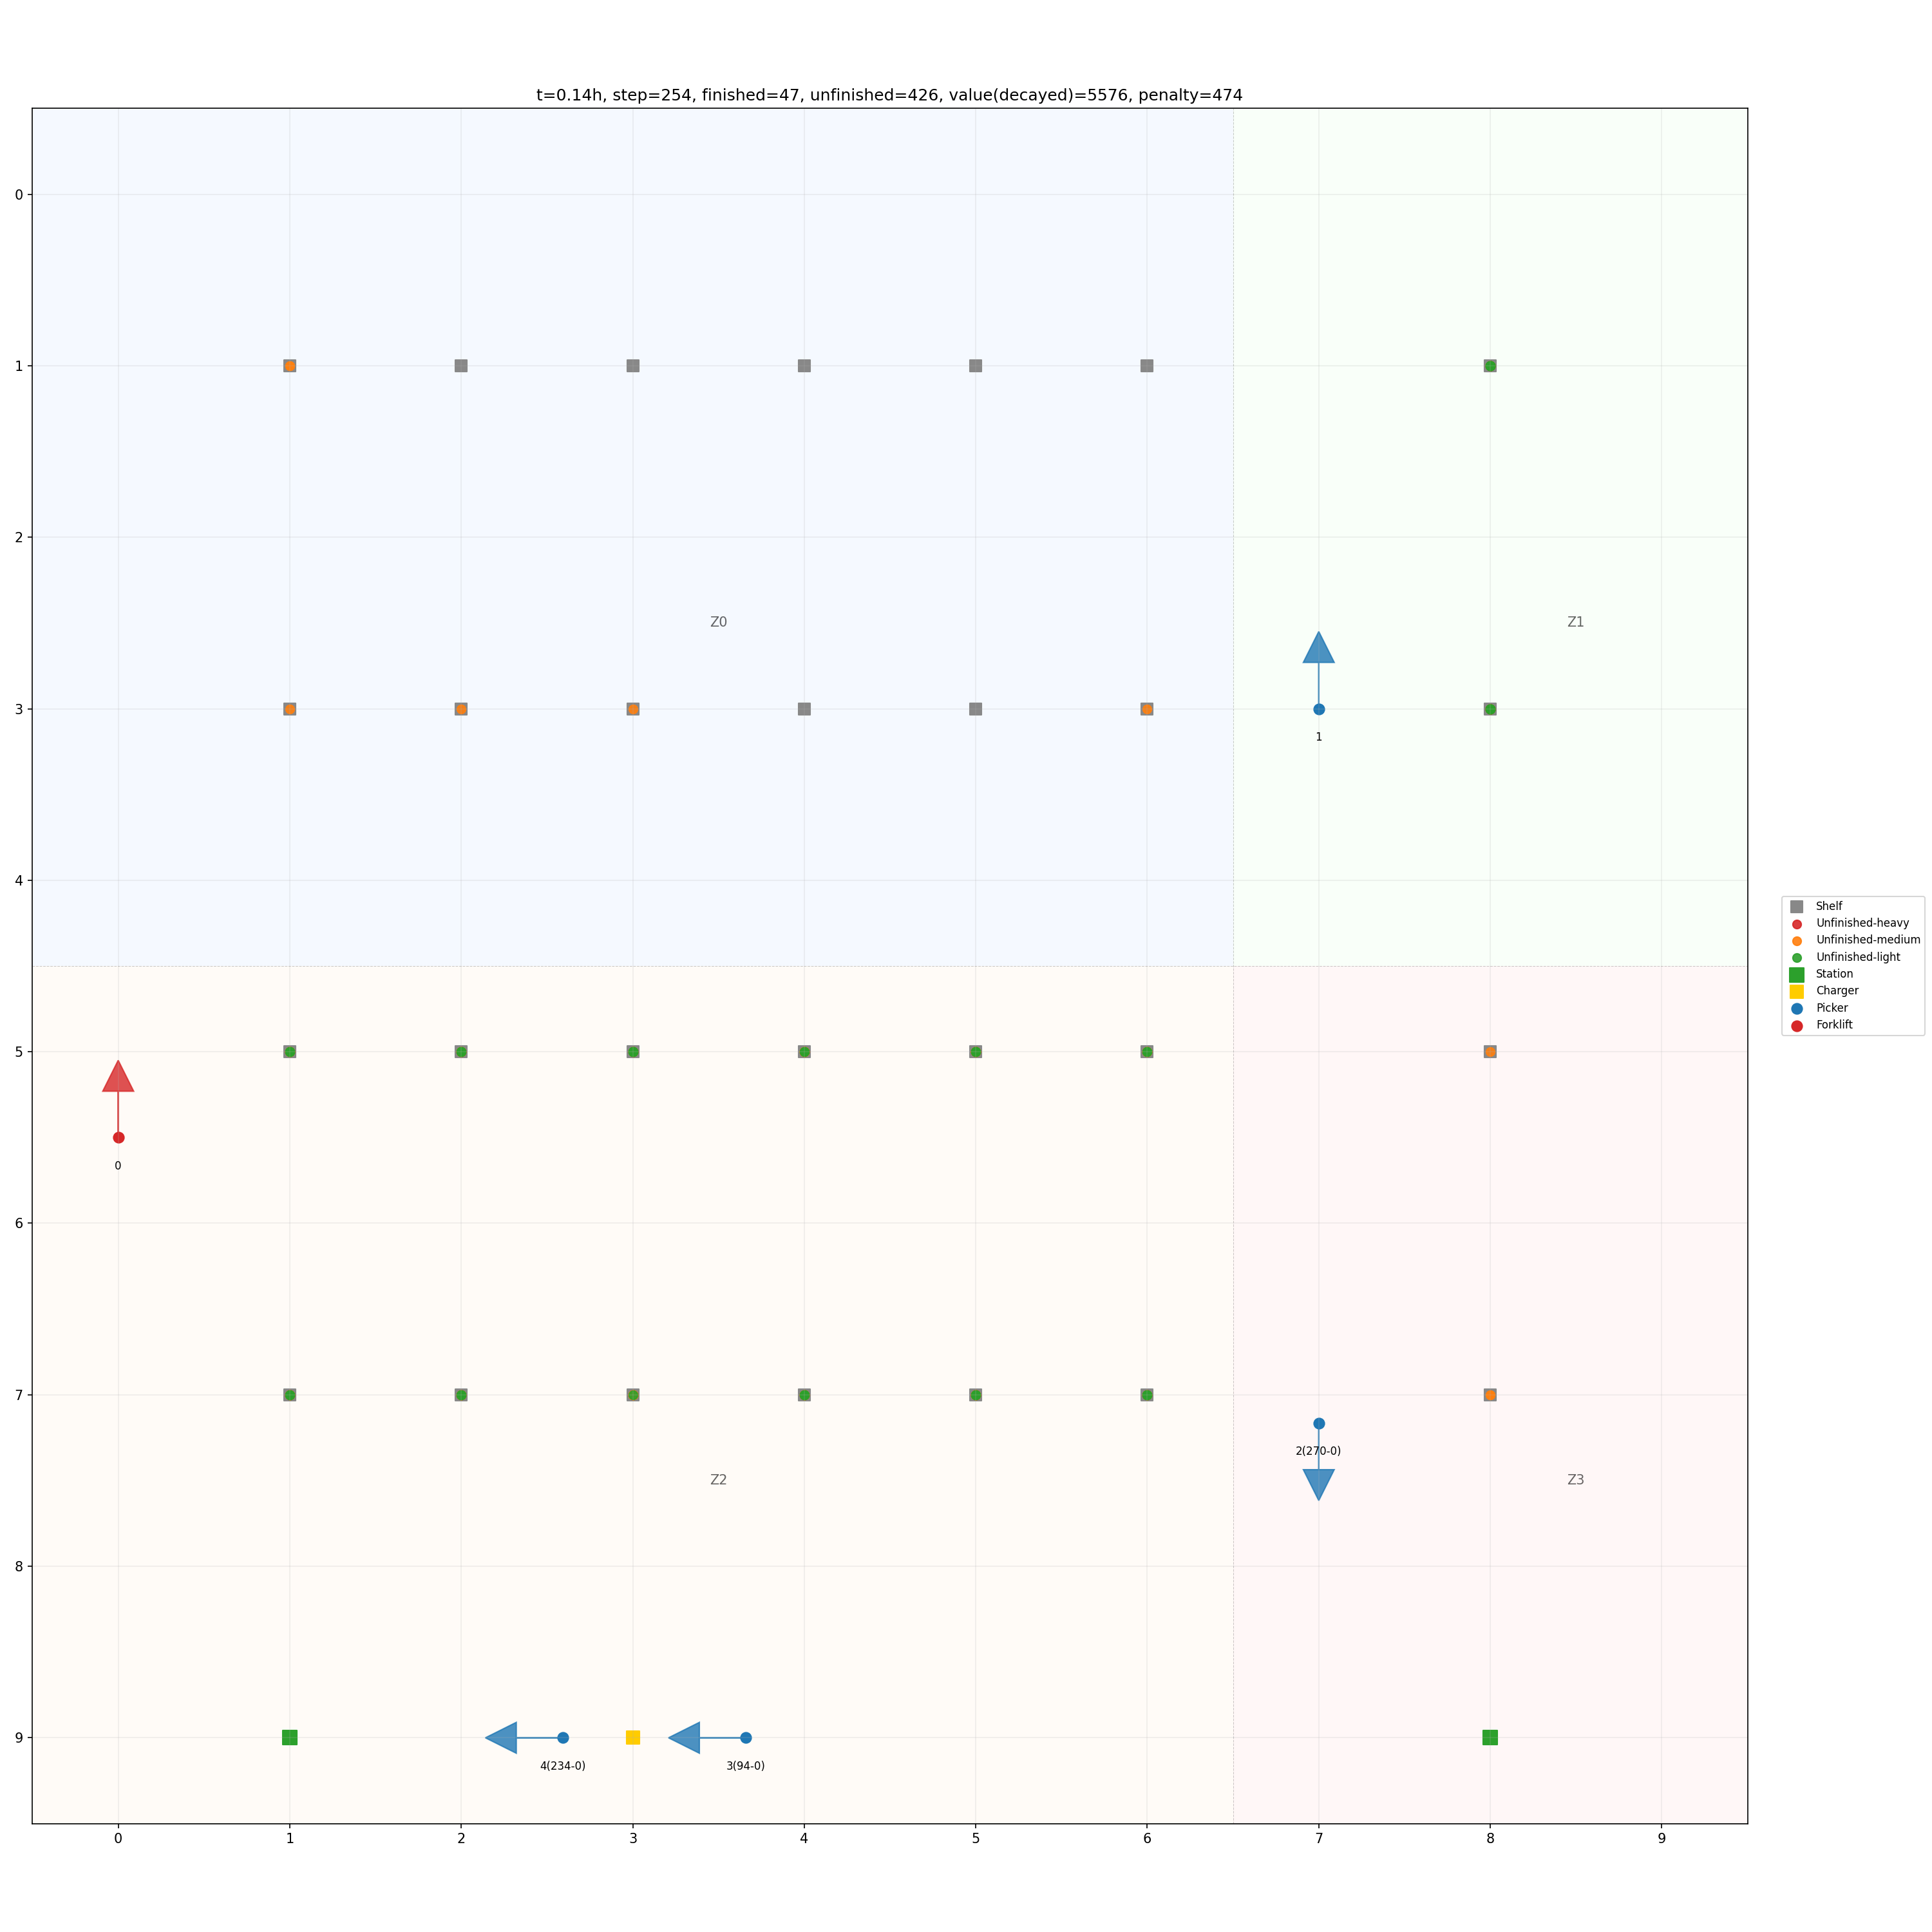 t=0.14h, step=254, finished=47, unfinished=426, value(decayed)=5576, penalty=474
0
1
2
Z0
Z1
3
1
4
Shelf
Unfinished-heavy
Unfinished-medium
Unfinished-light
Station
Charger
Picker
Forklift
5
0
6
7
2(270-0)
Z2
Z3
8
9
4(234-0)
3(94-0)
0
1
2
3
4
5
6
7
8
9